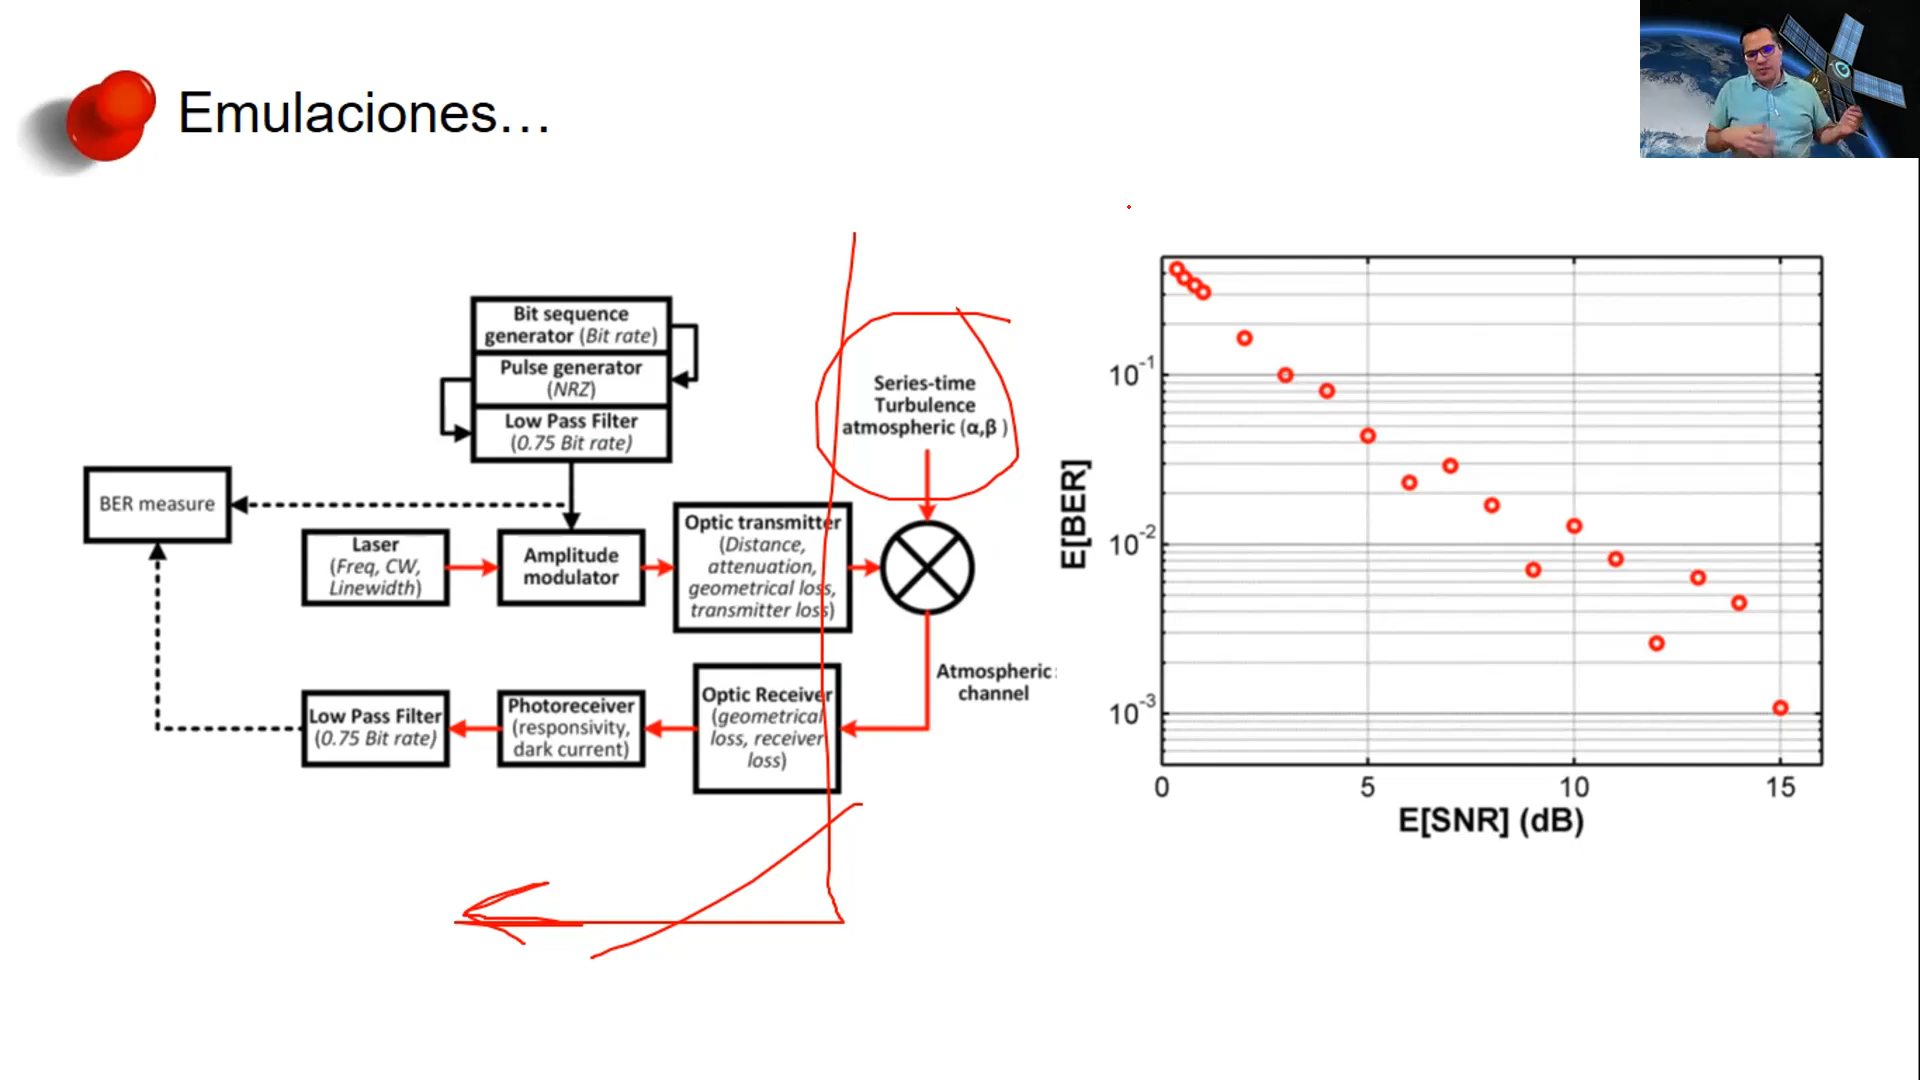 Emulaciones…
Bit sequence
generator (Bit rate)
Pulse generator
(NRZ)
Low Pass Filter
(0.75 Bit rate)
Series-time
Turbulence
atmospheric (α,β )
BER measure
Laser
(Freq, CW,
Linewidth)
Amplitude
modulator
Optic transmitter
(Distance,
attenuation,
geometrical loss,
transmitter loss)
Atmospheric
channel
Low Pass Filter
(0.75 Bit rate)
Photoreceiver
(responsivity,
dark current)
Optic Receiver
(geometrical
loss, receiver
loss)
E[BER]
10-1
10-2
10-3
0 5 10 15
E[SNR] (dB)